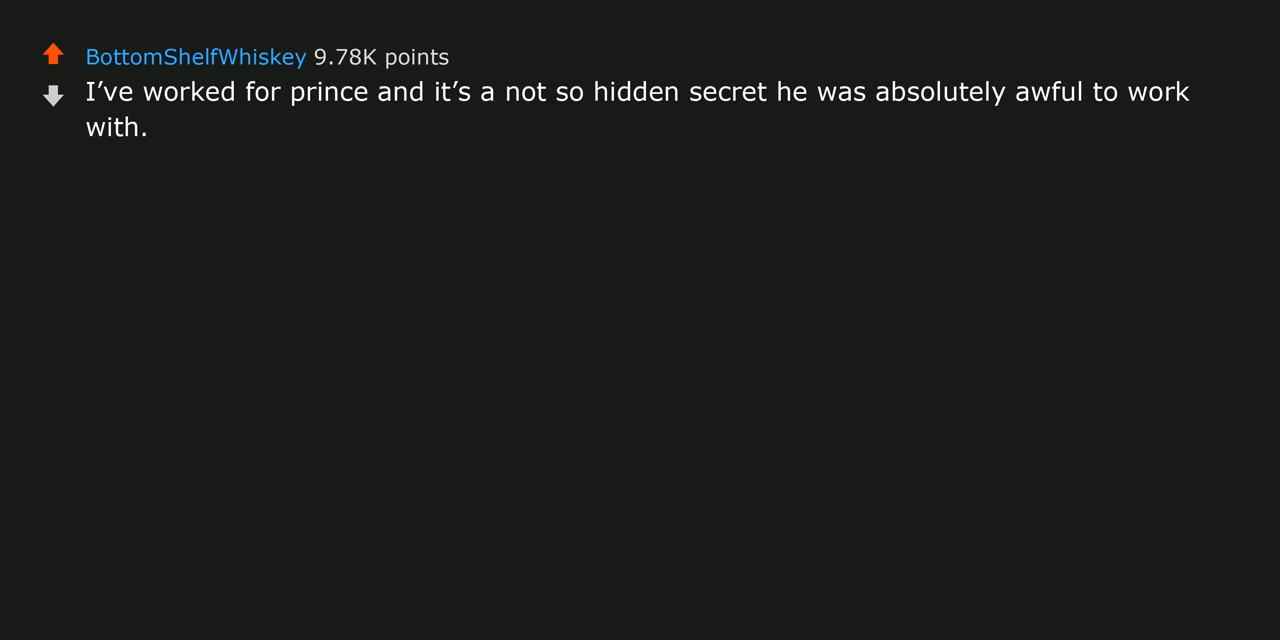 BottomShelfWhiskey 9.78K points
I’ve worked for prince and it’s a not so hidden secret he was absolutely awful to work
with.